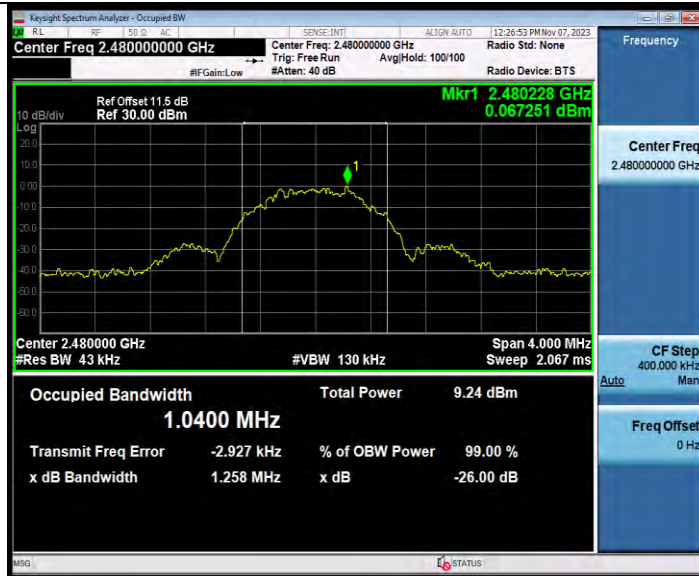 Keysight Spectrum Analyzer - Occupied BW
RL RF 50 Ω AC SENSE:INT ALIGN AUTO 12:26:53 PM Nov 07, 2023
Center Freq 2.480000000 GHz
Center Freq: 2.480000000 GHz
Radio Std: None
Trig: Free Run Avg|Hold: 100/100
#IFGain:Low
#Atten: 40 dB
Radio Device: BTS
Frequency
Mkr1 2.480228 GHz
0.067251 dBm
Ref Offset 11.5 dB
10 dB/div Ref 30.00 dBm
Log
20.0
10.0
0.00
-10.0
-20.0
-30.0
-40.0
-50.0
-60.0
1
Center 2.480000 GHz Span 4.000 MHz
#Res BW 43 kHz #VBW 130 kHz Sweep 2.067 ms
Occupied Bandwidth Total Power 9.24 dBm
1.0400 MHz
Transmit Freq Error -2.927 kHz % of OBW Power 99.00 %
x dB Bandwidth 1.258 MHz x dB -26.00 dB
Center Freq
2.480000000 GHz
CF Step
400.000 kHz
Auto Man
Freq Offset
0 Hz
MSG STATUS